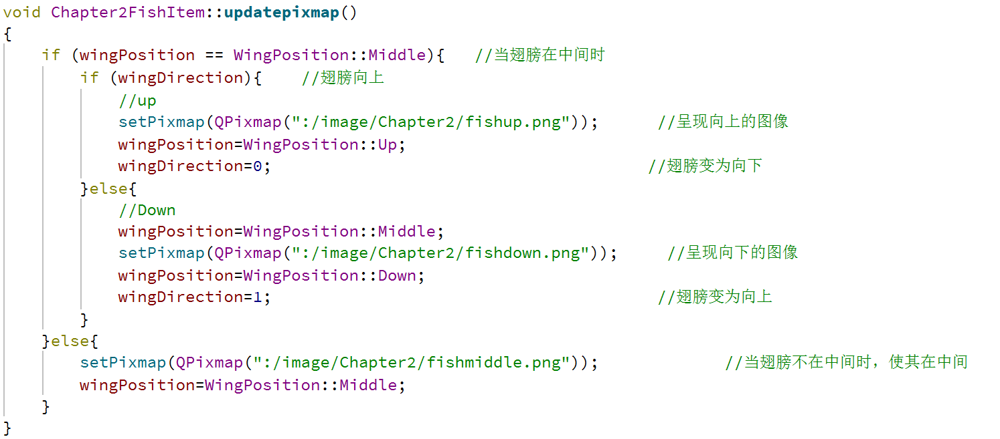 void Chapter2FishItem::updatepixmap()
{
    if (wingPosition == WingPosition::Middle){   //当翅膀在中间时
        if (wingDirection){    //翅膀向上
            //up
            setPixmap(QPixmap(":/image/Chapter2/fishup.png"));      //呈现向上的图像
            wingPosition=WingPosition::Up;
            wingDirection=0;                                       //翅膀变为向下
        }else{
            //Down
            wingPosition=WingPosition::Middle;
            setPixmap(QPixmap(":/image/Chapter2/fishdown.png"));     //呈现向下的图像
            wingPosition=WingPosition::Down;
            wingDirection=1;                                        //翅膀变为向上
        }
    }else{
        setPixmap(QPixmap(":/image/Chapter2/fishmiddle.png"));             //当翅膀不在中间时，使其在中间
        wingPosition=WingPosition::Middle;
    }
}